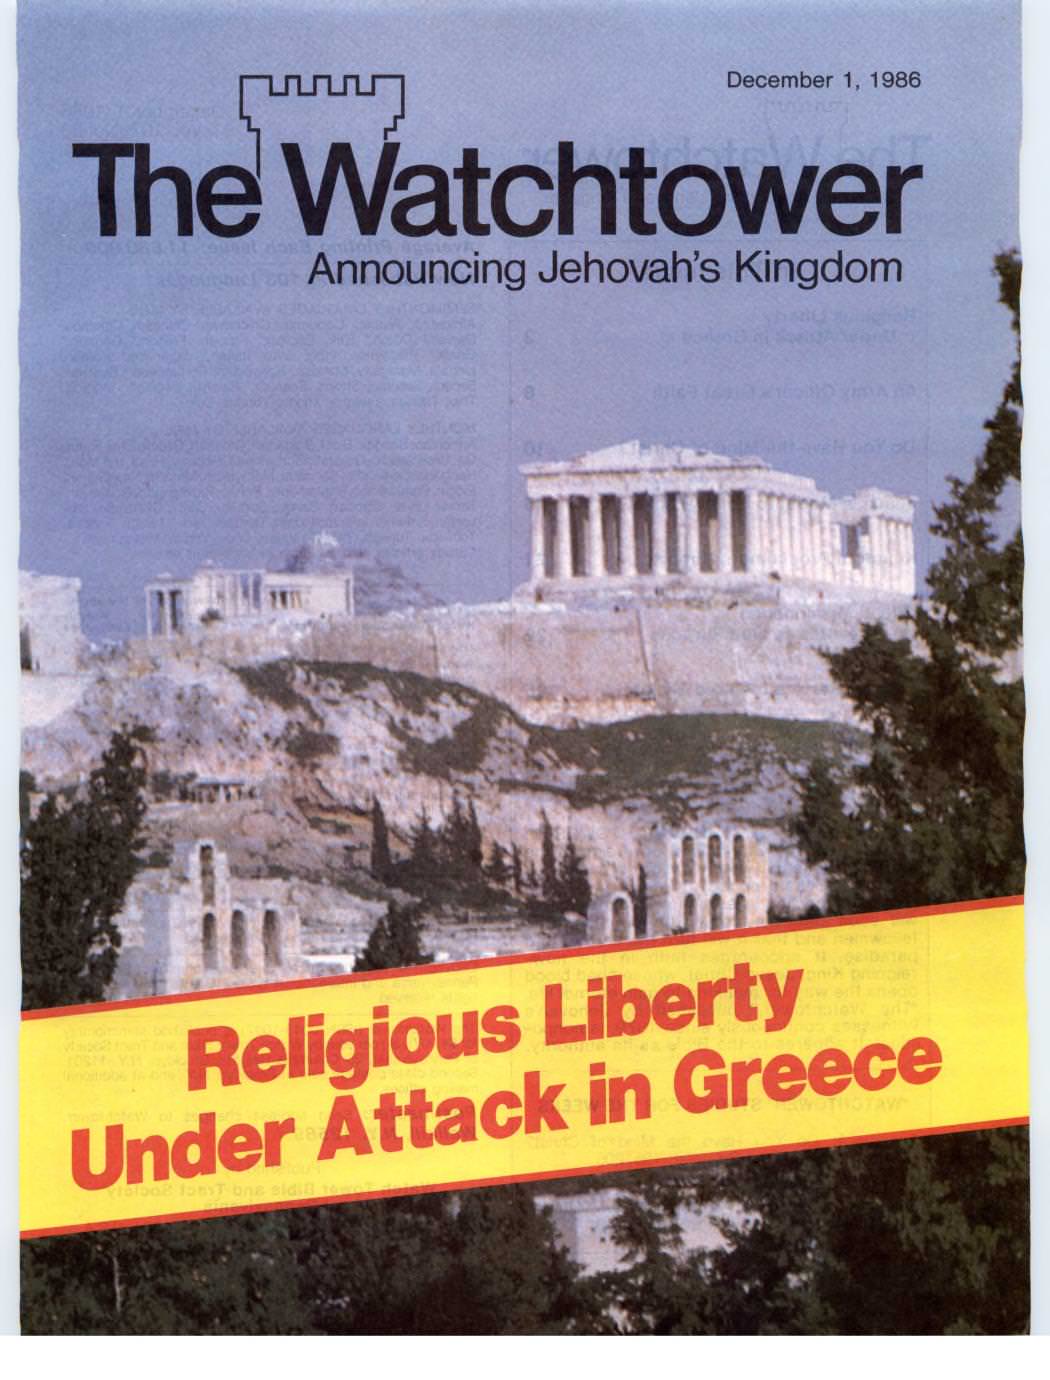 December 1, 1986
The Watchtower
Announcing Jehovah's Kingdom
Religious Liberty
Under Attack in Greece